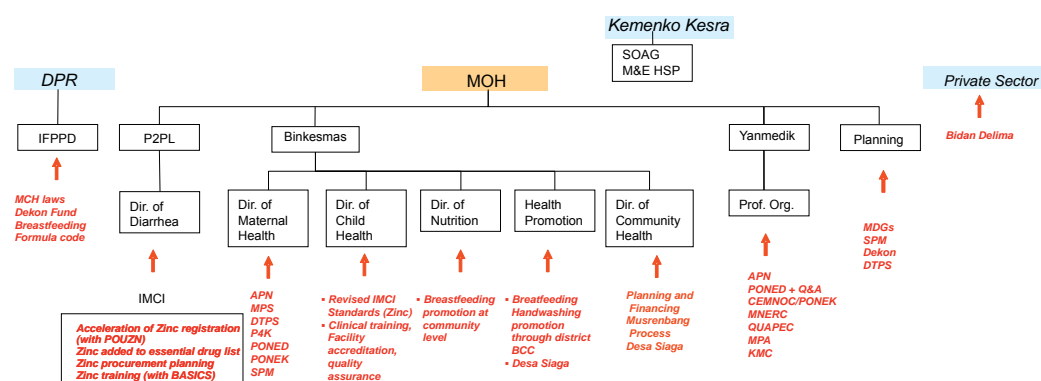 Kemenko Kesra
SOAG
M&E HSP
DPR
MOH
Private Sector
IFPPD
P2PL
Binkesmas
Yanmedik
Planning
Bidan Delima
MCH laws
Dekon Fund
Breastfeeding
Formula code
Dir. of
Diarrhea
Dir. of
Maternal
Health
Dir. of
Child
Health
Dir. of
Nutrition
Health
Promotion
Dir. of
Community
Health
Prof. Org.
MDGs
SPM
Dekon
DTPS
IMCI
Acceleration of Zinc registration
(with POUZN)
Zinc added to essential drug list
Zinc procurement planning
Zinc training (with BASICS)
APN
MPS
DTPS
P4K
PONED
PONEK
SPM
• Revised IMCI
Standards (Zinc)
• Clinical training,
Facility
accreditation,
quality
assurance
• Breastfeeding
promotion at
community
level
• Breatfeeding
Handwashing
promotion
through district
BCC
• Desa Siaga
Planning and
Financing
Musrenbang
Process
Desa Siaga
APN
PONED + Q&A
CEMNOC/PONEK
MNERC
QUAPEC
MPA
KMC